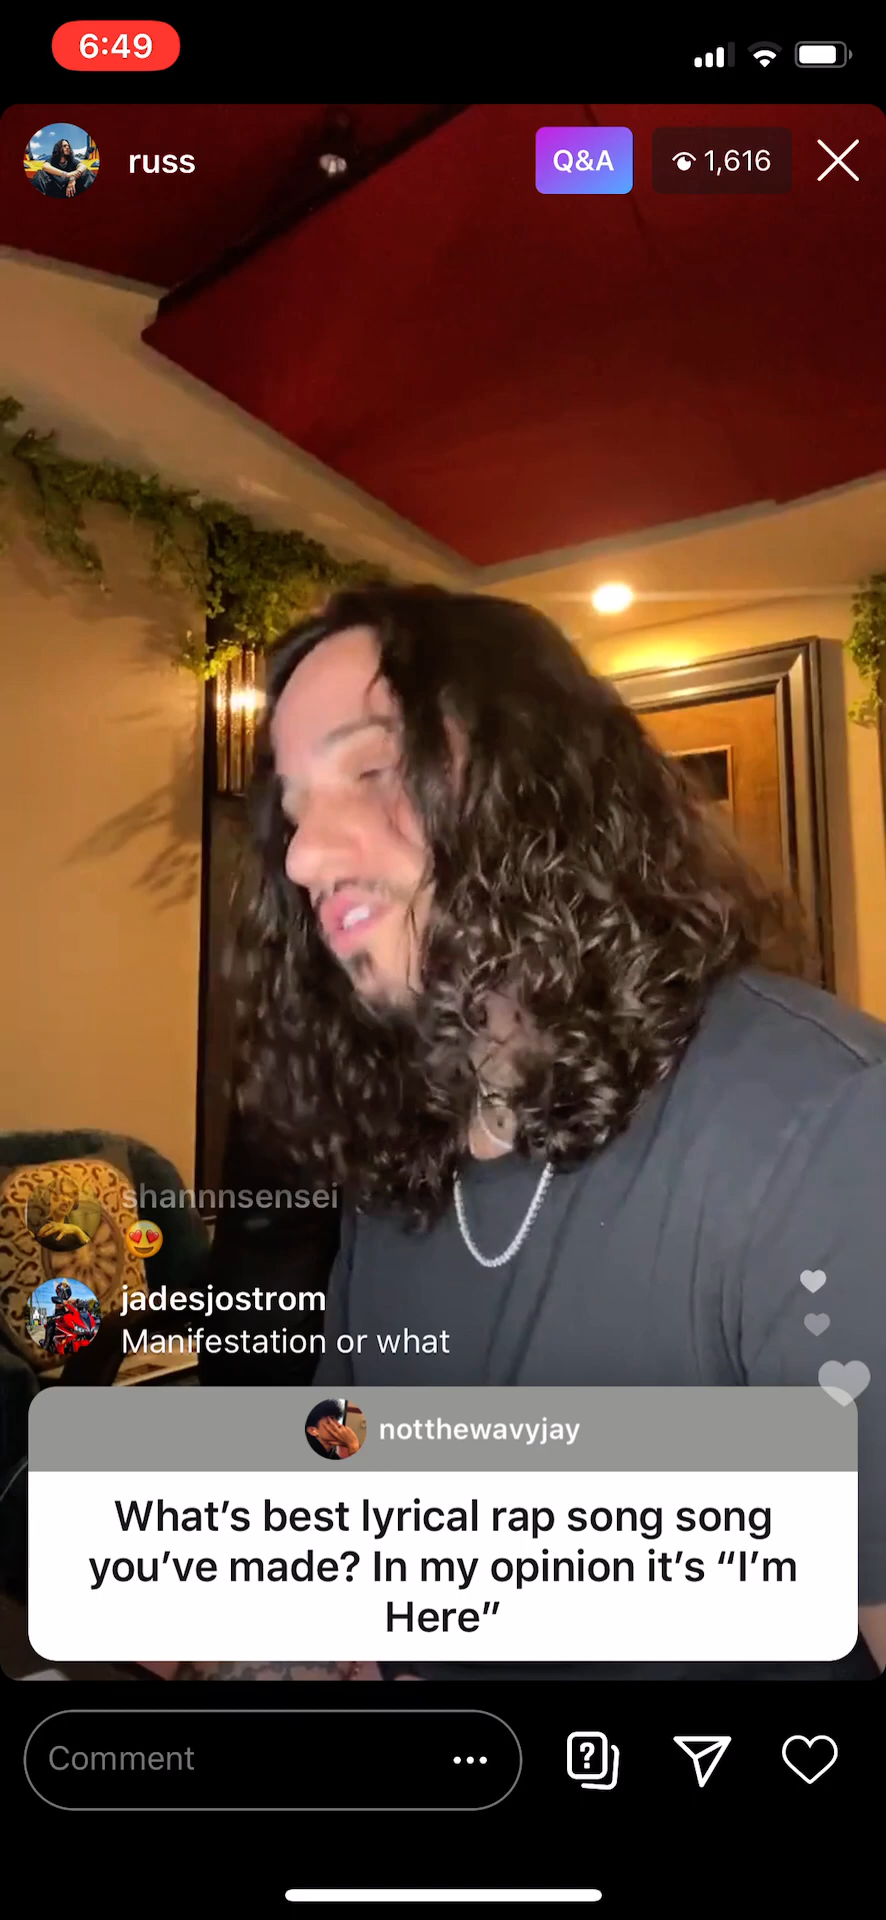 6:49
russ
Q&A
1,616
shannnsensei
😍
jadesjostrom
Manifestation or what
notthewavyjay
What’s best lyrical rap song song
you’ve made? In my opinion it’s “I’m
Here”
Comment